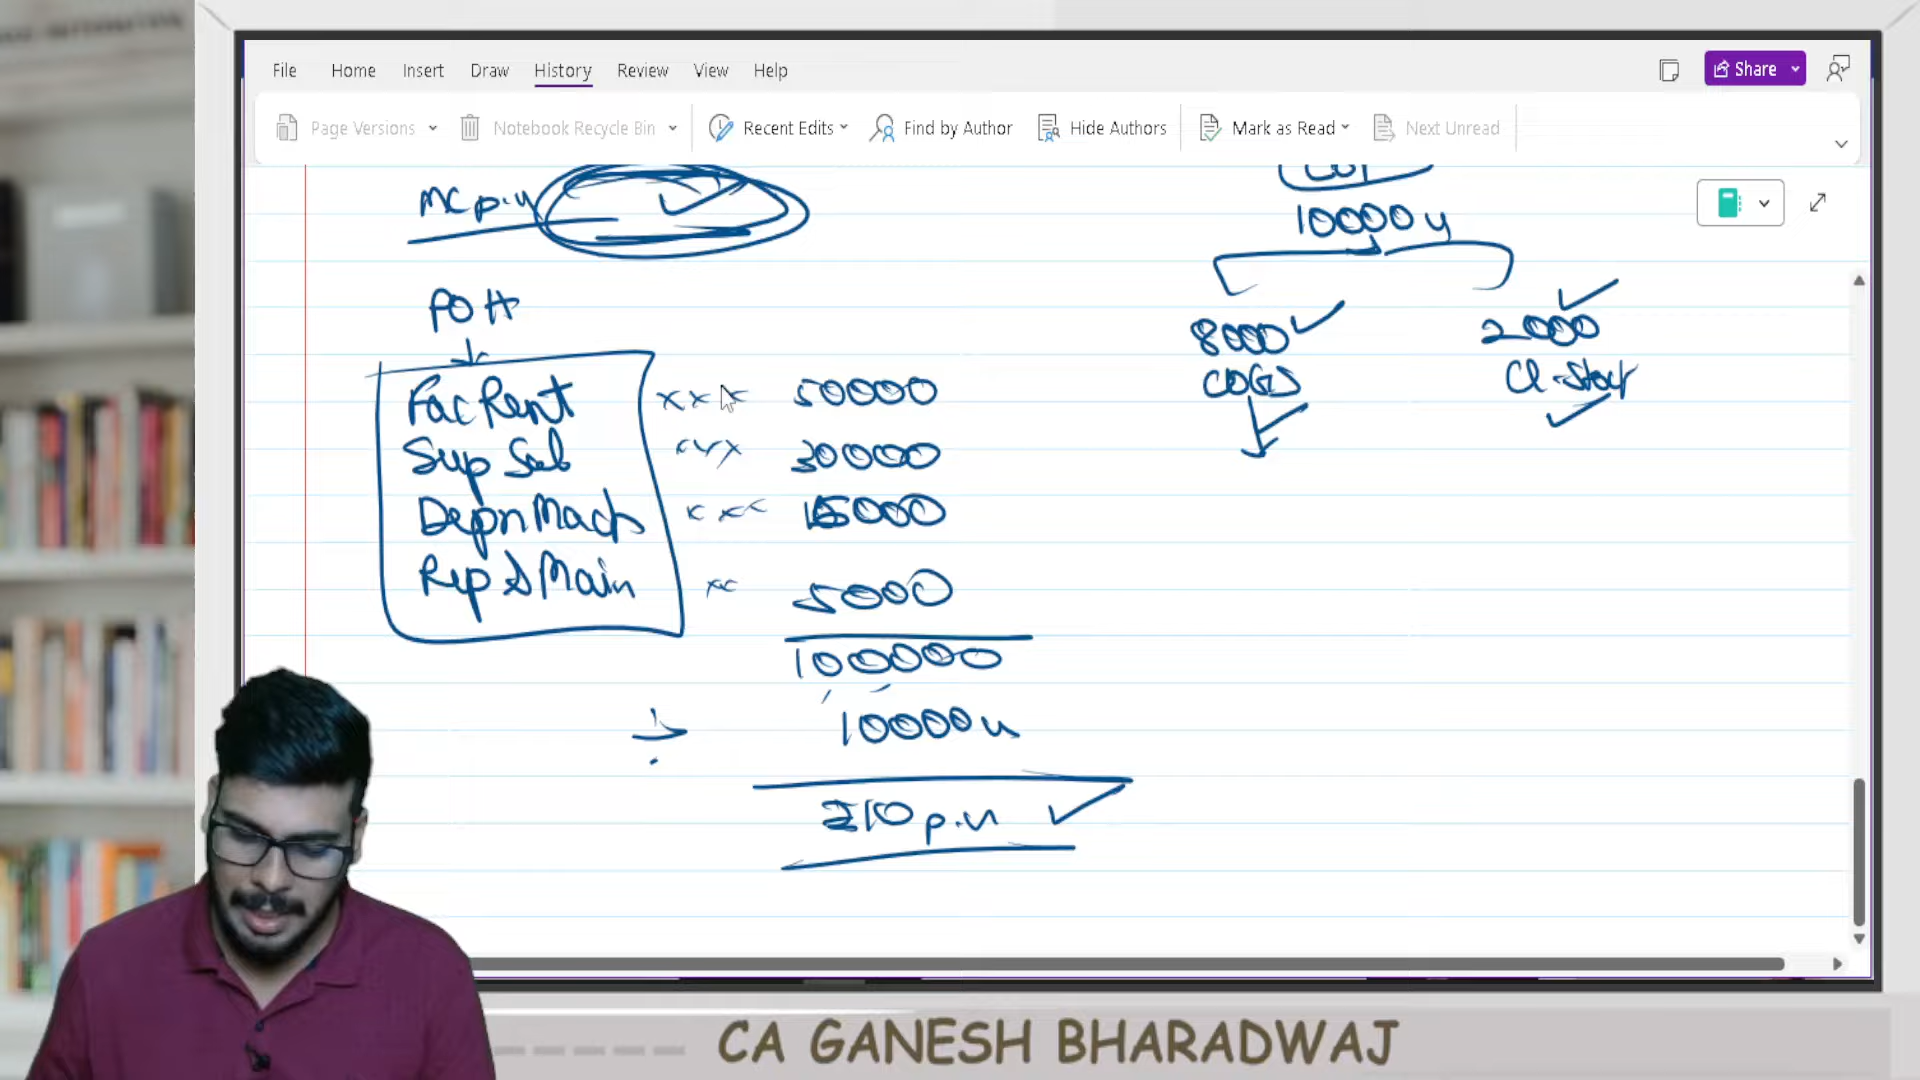 File Home Insert Draw History Review View Help Share
Page Versions Notebook Recycle Bin Recent Edits Find by Author Hide Authors Mark as Read Next Unread
MC p.u
10000 u
8000 2000
COGS Cl-Stock
POH
Fac Rent xxx 50000
Sup Sal xxx 30000
Depn Mach xxx 15000
Rep & Main xx 5000
100000
÷ 10000 u
₹10 p.u
CA GANESH BHARADWAJ